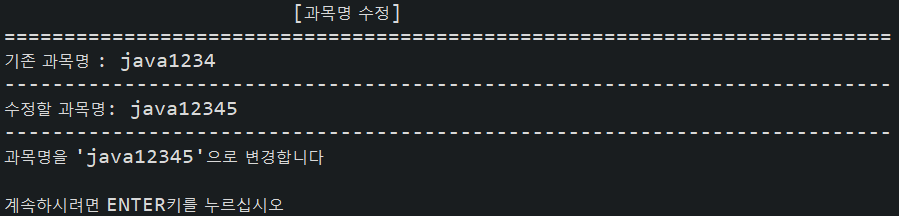 [과목명 수정]
==========================================================================
기존 과목명 : java1234
--------------------------------------------------------------------------
수정할 과목명: java12345
--------------------------------------------------------------------------
과목명을 'java12345'으로 변경합니다
계속하시려면 ENTER키를 누르십시오